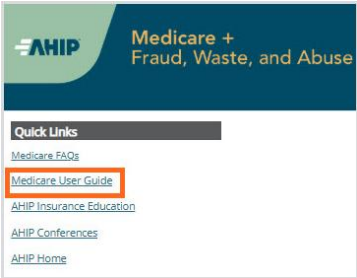 AHIP
Medicare +
Fraud, Waste, and Abuse
Quick Links
Medicare FAQs
Medicare User Guide
AHIP Insurance Education
AHIP Conferences
AHIP Home